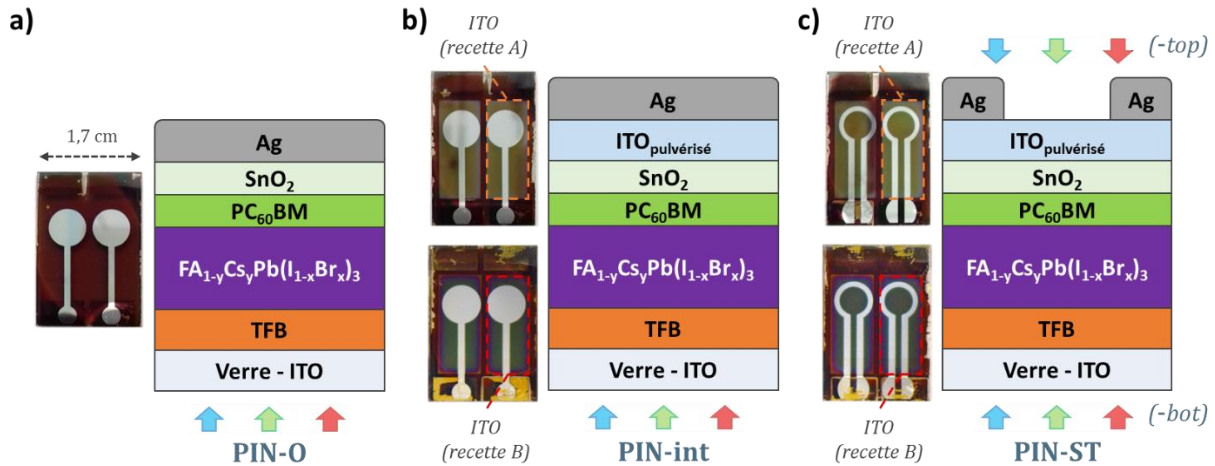 a)
1,7 cm
Ag
SnO₂
PC₆₀BM
FA₁₋yCsyPb(I₁₋ₓBrₓ)₃
TFB
Verre - ITO
PIN-O
b)
ITO
(recette A)
Ag
ITOpulvérisé
SnO₂
PC₆₀BM
FA₁₋yCsyPb(I₁₋ₓBrₓ)₃
TFB
Verre - ITO
ITO
(recette B)
PIN-int
c)
ITO
(recette A)
(-top)
Ag
Ag
ITOpulvérisé
SnO₂
PC₆₀BM
FA₁₋yCsyPb(I₁₋ₓBrₓ)₃
TFB
Verre - ITO
(-bot)
ITO
(recette B)
PIN-ST